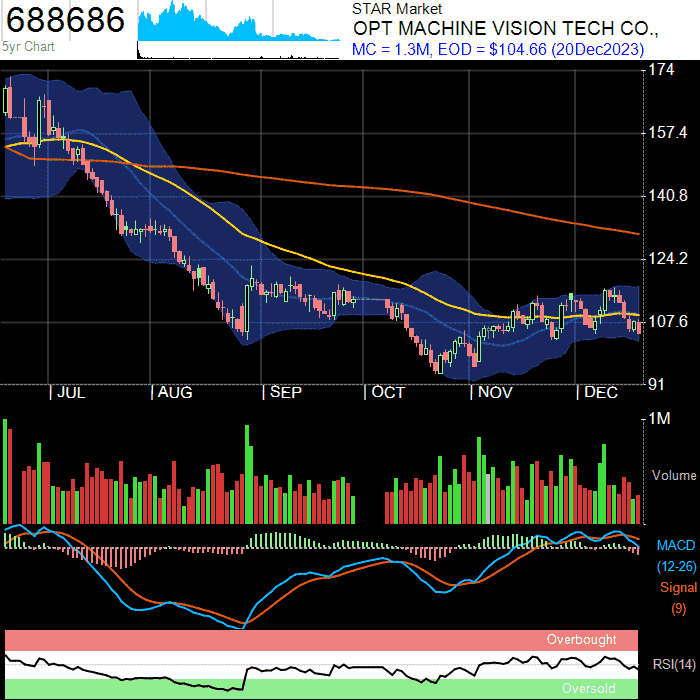 688686
5yr Chart
STAR Market
OPT MACHINE VISION TECH CO.,
MC = 1.3M, EOD = $104.66 (20Dec2023)
174
157.4
140.8
124.2
107.6
91
| JUL | AUG | SEP | OCT | NOV | DEC
1M
Volume
MACD
(12-26)
Signal
(9)
Overbought
RSI(14)
Oversold